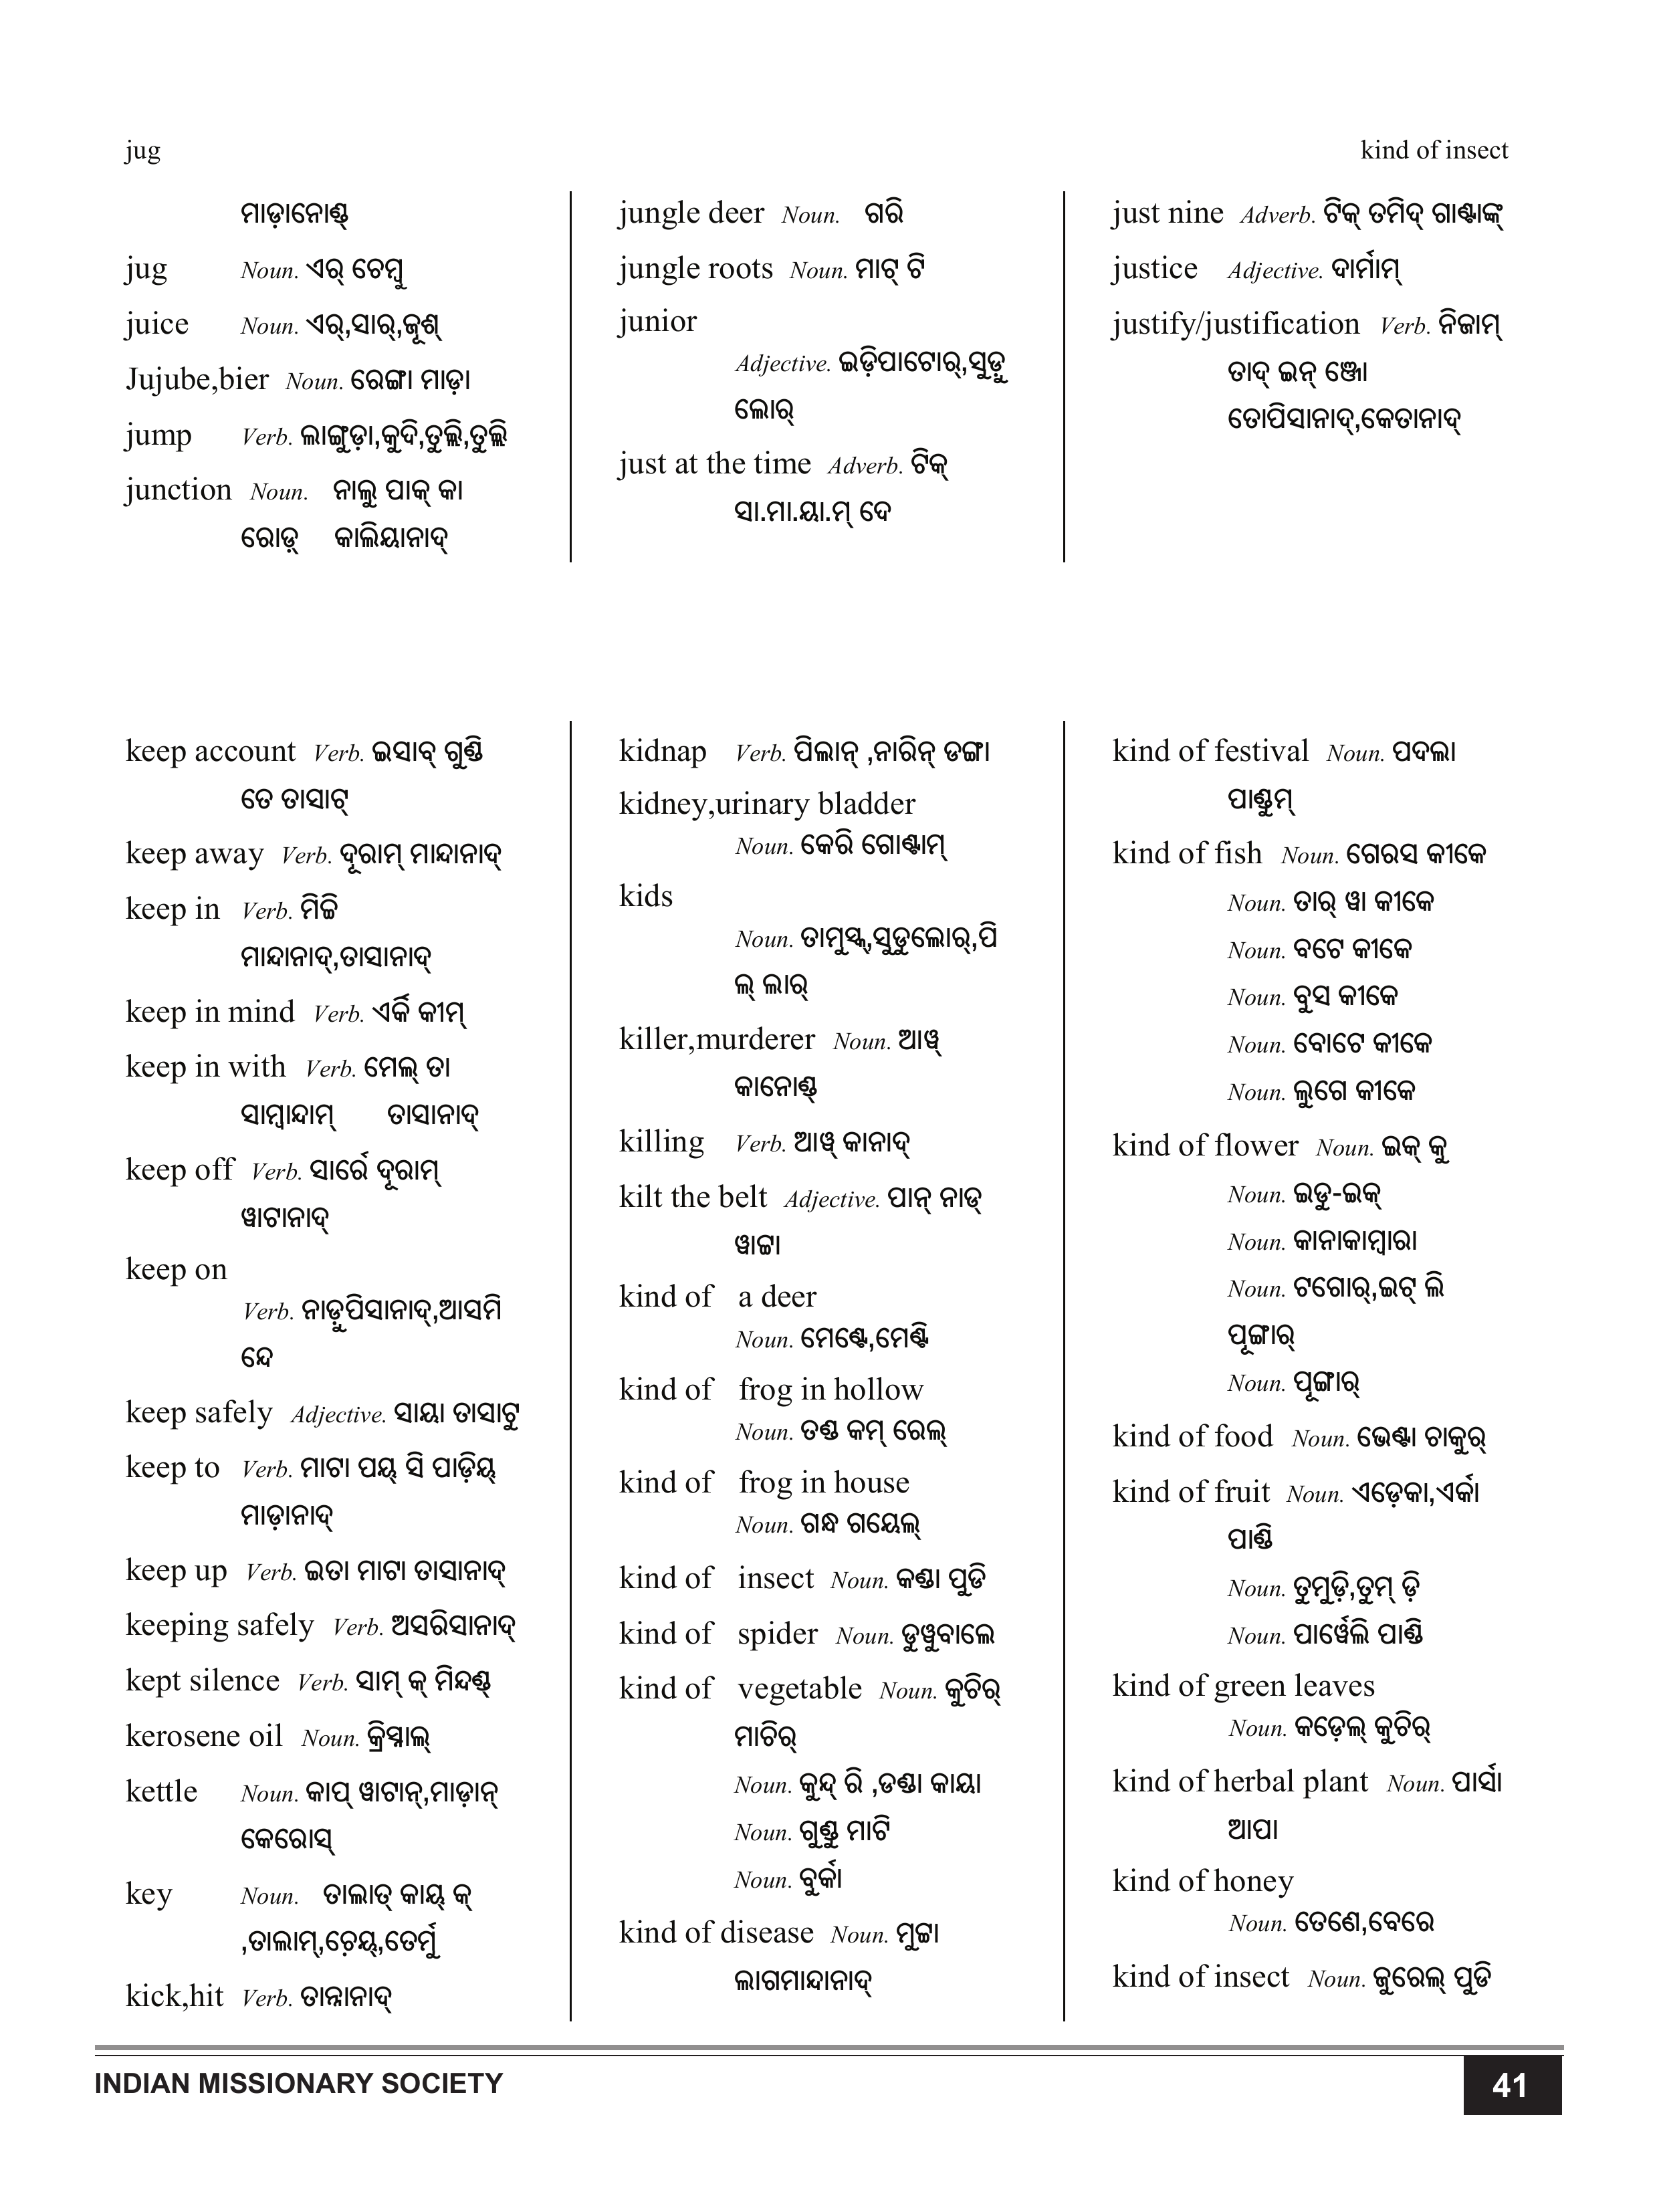 jug
kind of insect
ମାଡ଼ାନୋଣ୍ଡ୍
jug Noun. ଏର୍ ଚେମ୍ବୁ
juice Noun. ଏର୍,ସାର୍,ଜୂଶ୍
Jujube,bier Noun. ରେଙ୍ଗା ମାଡ଼ା
jump Verb. ଲାଙ୍ଗୁଡ଼ା,କୁଦି,ତୁଲ୍ଲି,ତୁଲ୍ଲି
junction Noun. ନାଲୁ ପାକ୍ କା
ରୋଡ଼୍ କାଲିୟାନାଦ୍
jungle deer Noun. ଗରି
jungle roots Noun. ମାଟ୍ ଟି
junior
Adjective. ଇଡ଼ିପାଟୋର୍,ସୁଡ଼ୁ
ଲୋର୍
just at the time Adverb. ଟିକ୍
ସା.ମା.ୟା.ମ୍ ଦେ
just nine Adverb. ଟିକ୍ ତମିଦ୍ ଗାଣ୍ଟାଙ୍କ୍
justice Adjective. ଦାର୍ମାମ୍
justify/justification Verb. ନିଜାମ୍
ତାଦ୍ ଇନ୍ ଞୋ
ତୋପିସାନାଦ୍,କେତାନାଦ୍
keep account Verb. ଇସାବ୍ ଗୁଣ୍ଡି
ତେ ତାସାଟ୍
keep away Verb. ଦୂରାମ୍ ମାନ୍ଦାନାଦ୍
keep in Verb. ମିଚ୍ଚି
ମାନ୍ଦାନାଦ୍,ତାସାନାଦ୍
keep in mind Verb. ଏର୍କି କୀମ୍
keep in with Verb. ମେଲ୍ ତା
ସାମ୍ବାନ୍ଦାମ୍ ତାସାନାଦ୍
keep off Verb. ସାର୍ରେ ଦୂରାମ୍
ୱାଟାନାଦ୍
keep on
Verb. ନାଡ଼ୁପିସାନାଦ୍,ଆସମି
ନ୍ଦେ
keep safely Adjective. ସାୟା ତାସାଟୁ
keep to Verb. ମାଟା ପୟ୍ ସି ପାଡ଼ିୟ୍
ମାଡ଼ାନାଦ୍
keep up Verb. ଇତା ମାଟା ତାସାନାଦ୍
keeping safely Verb. ଅସରିସାନାଦ୍
kept silence Verb. ସାମ୍ କ୍ ମିନ୍ଦଣ୍ଡ୍
kerosene oil Noun. କ୍ରିସ୍ନାଲ୍
kettle Noun. କାପ୍ ୱାଟାନ୍,ମାଡ଼ାନ୍
କେରୋସ୍
key Noun. ତାଲାତ୍ କାୟ୍ କ୍
,ତାଲାମ୍,ଚ଼େୟ୍,ତେର୍ମୁ
kick,hit Verb. ତାନ୍ନାନାଦ୍
kidnap Verb. ପିଲାନ୍ ,ନାରିନ୍ ଡଙ୍ଗା
kidney,urinary bladder
Noun. କେରି ଗୋଣ୍ଟାମ୍
kids
Noun. ତାମୁସ୍କ୍,ସୁଡୁଲୋର୍,ପି
ଲ୍ ଲାର୍
killer,murderer Noun. ଆୱ୍
କାନୋଣ୍ଡ୍
killing Verb. ଆୱ୍ କାନାଦ୍
kilt the belt Adjective. ପାନ୍ ନାଡ୍
ୱାଟ୍ଟା
kind of a deer
Noun. ମେଣ୍ଟେ,ମେଣ୍ଟି
kind of frog in hollow
Noun. ତଣ୍ଡ କମ୍ ରେଲ୍
kind of frog in house
Noun. ଗନ୍ଧ ଗୟେଲ୍
kind of insect Noun. କଣ୍ଡା ପୁଡି
kind of spider Noun. ଡୁୱୁବାଲେ
kind of vegetable Noun. କୁଚିର୍
ମାଚିର୍
Noun. କୁନ୍ଦ୍ ରି ,ଡଣ୍ଡା କାୟା
Noun. ଗୁଣ୍ଡୁ ମାଟି
Noun. ବୁର୍କା
kind of disease Noun. ମୁଟ୍ଟା
ଲାଗମାନ୍ଦାନାଦ୍
kind of festival Noun. ପଦଲା
ପାଣ୍ଡୁମ୍
kind of fish Noun. ଗେରସ କୀକେ
Noun. ତାର୍ ୱା କୀକେ
Noun. ବଟେ କୀକେ
Noun. ବୁସ କୀକେ
Noun. ବୋଟେ କୀକେ
Noun. ଲୁଗେ କୀକେ
kind of flower Noun. ଇକ୍ କୁ
Noun. ଇଡୁ-ଇକ୍
Noun. କାନାକାମ୍ବାରା
Noun. ଟଗୋର୍,ଇଟ୍ ଲି
ପୂଙ୍ଗାର୍
Noun. ପୂଙ୍ଗାର୍
kind of food Noun. ଭେଣ୍ଟା ଚାକୁର୍
kind of fruit Noun. ଏଡ଼େକା,ଏର୍କା
ପାଣ୍ଡି
Noun. ତୁମୁଡ଼ି,ତୁମ୍ ଡ଼ି
Noun. ପାର୍ୱେଲି ପାଣ୍ଡି
kind of green leaves
Noun. କଡ଼େଲ୍ କୁଚିର୍
kind of herbal plant Noun. ପାର୍ସା
ଆପା
kind of honey
Noun. ତେଣେ,ବେରେ
kind of insect Noun. ଜୁରେଲ୍ ପୁଡି
INDIAN MISSIONARY SOCIETY
41